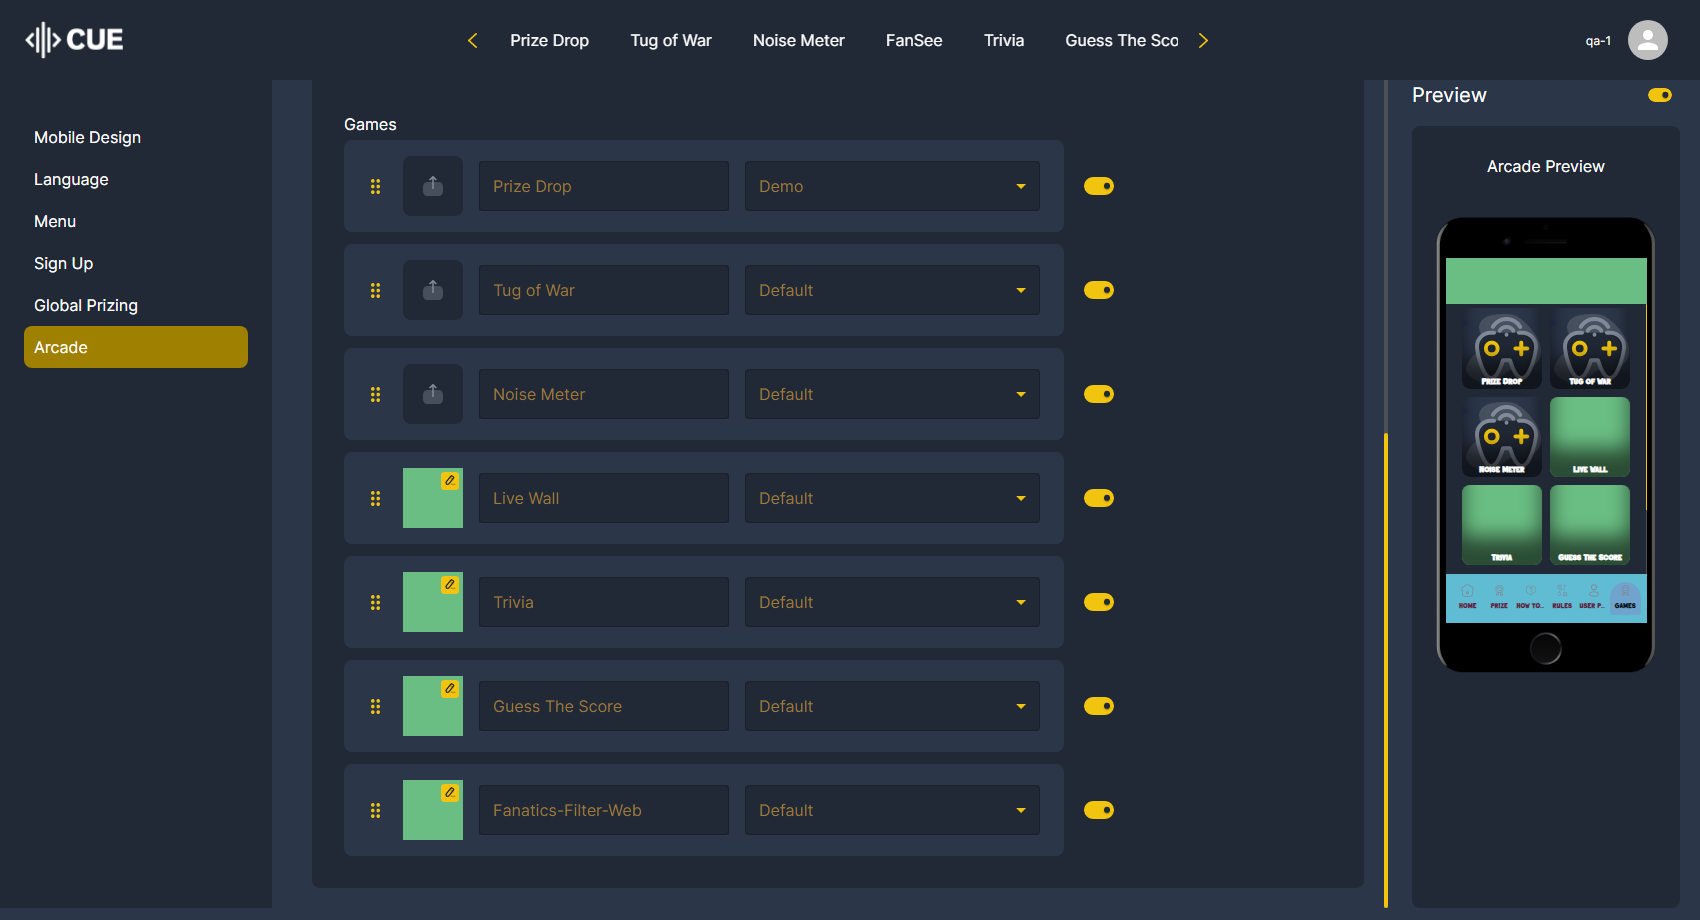 CUE
Prize Drop Tug of War Noise Meter FanSee Trivia Guess The Sco
qa-1
Mobile Design
Language
Menu
Sign Up
Global Prizing
Arcade
Games
Prize Drop Demo
Tug of War Default
Noise Meter Default
Live Wall Default
Trivia Default
Guess The Score Default
Fanatics-Filter-Web Default
Preview
Arcade Preview
Prize Drop Tug of War
Noise Meter Live Wall
Trivia Guess The Score
HOME PRIZE HOW TO.. RULES USER P.. GAMES